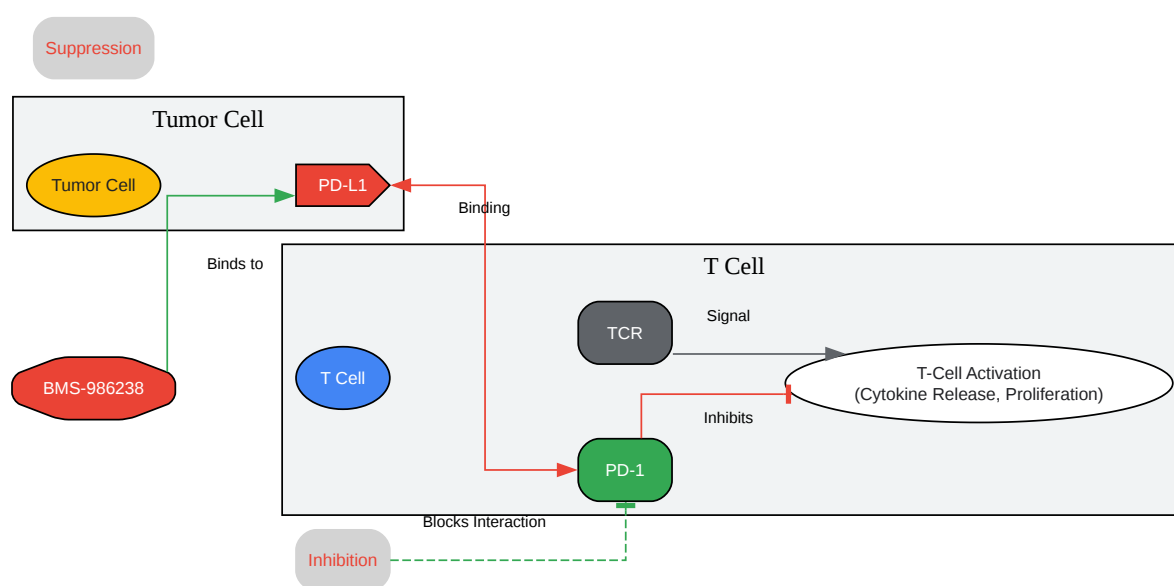 Suppression
Tumor Cell
Tumor Cell
PD-L1
Binding
Binds to
T Cell
TCR
Signal
BMS-986238
T Cell
T-Cell Activation
(Cytokine Release, Proliferation)
Inhibits
PD-1
Blocks Interaction
Inhibition